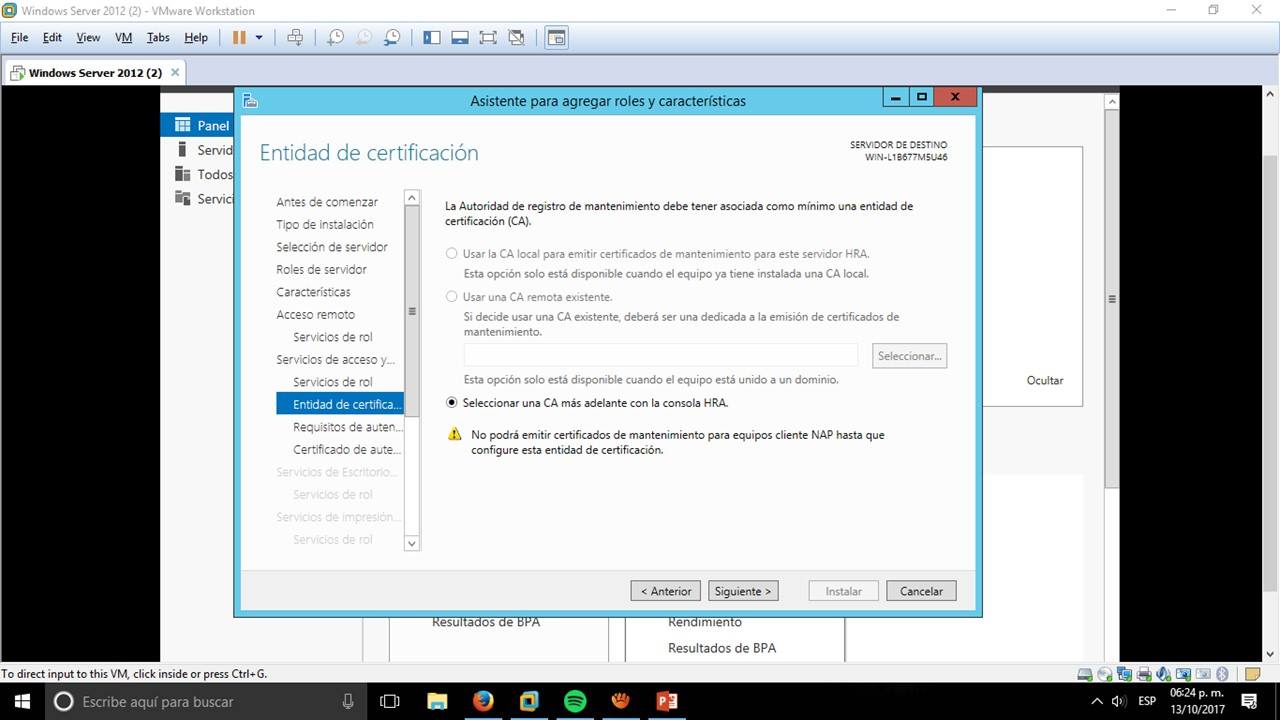 Windows Server 2012 (2) - VMware Workstation
File Edit View VM Tabs Help
Windows Server 2012 (2)
Asistente para agregar roles y características
Panel
Servid
Todos
Servici
Entidad de certificación
SERVIDOR DE DESTINO
WIN-L1B677M5U46
Antes de comenzar
Tipo de instalación
Selección de servidor
Roles de servidor
Características
Acceso remoto
Servicios de rol
Servicios de acceso y...
Servicios de rol
Entidad de certifica...
Requisitos de auten...
Certificado de aute...
Servicios de Escritorio...
Servicios de rol
Servicios de impresión...
Servicios de rol
La Autoridad de registro de mantenimiento debe tener asociada como mínimo una entidad de
certificación (CA).
Usar la CA local para emitir certificados de mantenimiento para este servidor HRA.
Esta opción solo está disponible cuando el equipo ya tiene instalada una CA local.
Usar una CA remota existente.
Si decide usar una CA existente, deberá ser una dedicada a la emisión de certificados de
mantenimiento.
Seleccionar...
Esta opción solo está disponible cuando el equipo está unido a un dominio.
Seleccionar una CA más adelante con la consola HRA.
No podrá emitir certificados de mantenimiento para equipos cliente NAP hasta que
configure esta entidad de certificación.
Ocultar
< Anterior Siguiente > Instalar Cancelar
Resultados de BPA
Rendimiento
Resultados de BPA
To direct input to this VM, click inside or press Ctrl+G.
Escribe aquí para buscar
ESP
06:24 p. m.
13/10/2017